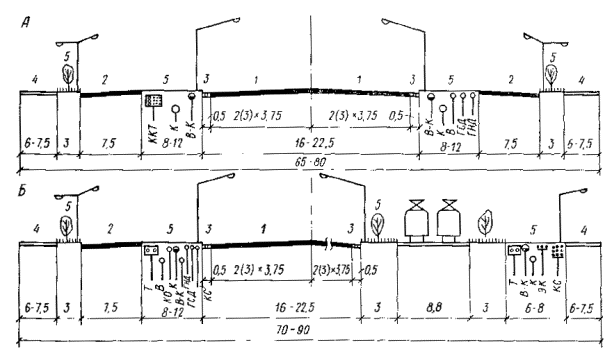 А
5 5
4 2 5 3 1 1 3 5 2 4
ККТ К В-К 0,5 2(3)×3,75 2(3)×3,75 0,5 В-К К В ГСД ГНД
6-7,5 3 7,5 8-12 16-22,5 8-12 7,5 3 6-7,5
65-80
Б
5 5
4 2 5 3 1 3 5 4
Т В КО К В-К ГСД КС 0,5 2(3)×3,75 2(3)×3,75 0,5 Т В-К К ЭК КС
6-7,5 3 7,5 8-12 16-22,5 3 8,8 3 6-8 6-7,5
70-90